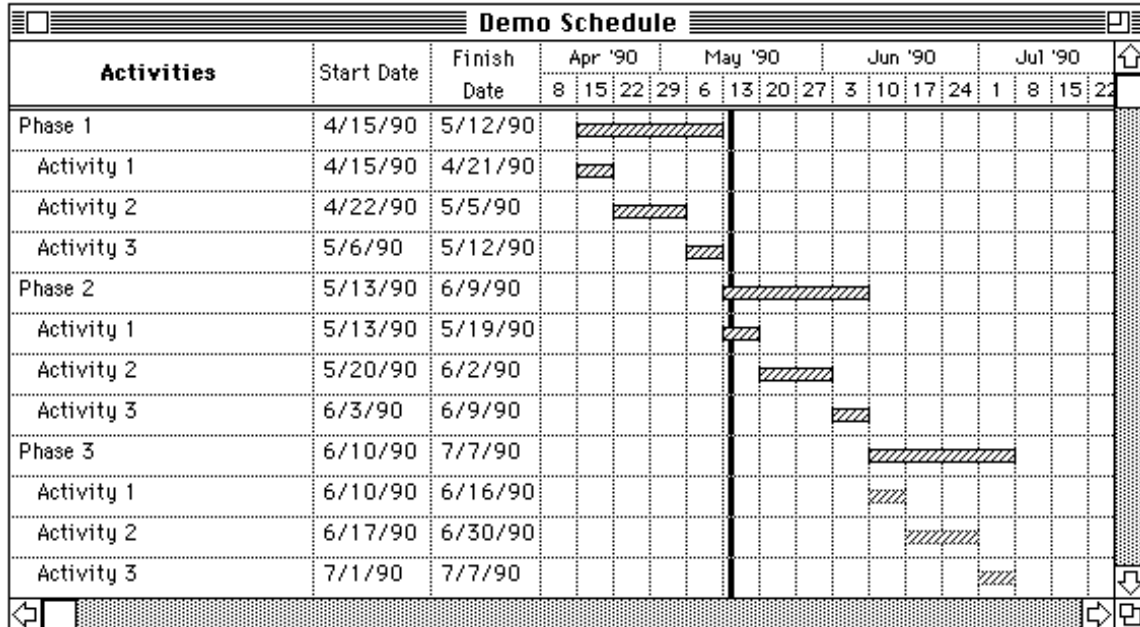 Demo Schedule
Activities Start Date Finish Date Apr '90 May '90 Jun '90 Jul '90
8 15 22 29 6 13 20 27 3 10 17 24 1 8 15 22
Phase 1 4/15/90 5/12/90
Activity 1 4/15/90 4/21/90
Activity 2 4/22/90 5/5/90
Activity 3 5/6/90 5/12/90
Phase 2 5/13/90 6/9/90
Activity 1 5/13/90 5/19/90
Activity 2 5/20/90 6/2/90
Activity 3 6/3/90 6/9/90
Phase 3 6/10/90 7/7/90
Activity 1 6/10/90 6/16/90
Activity 2 6/17/90 6/30/90
Activity 3 7/1/90 7/7/90